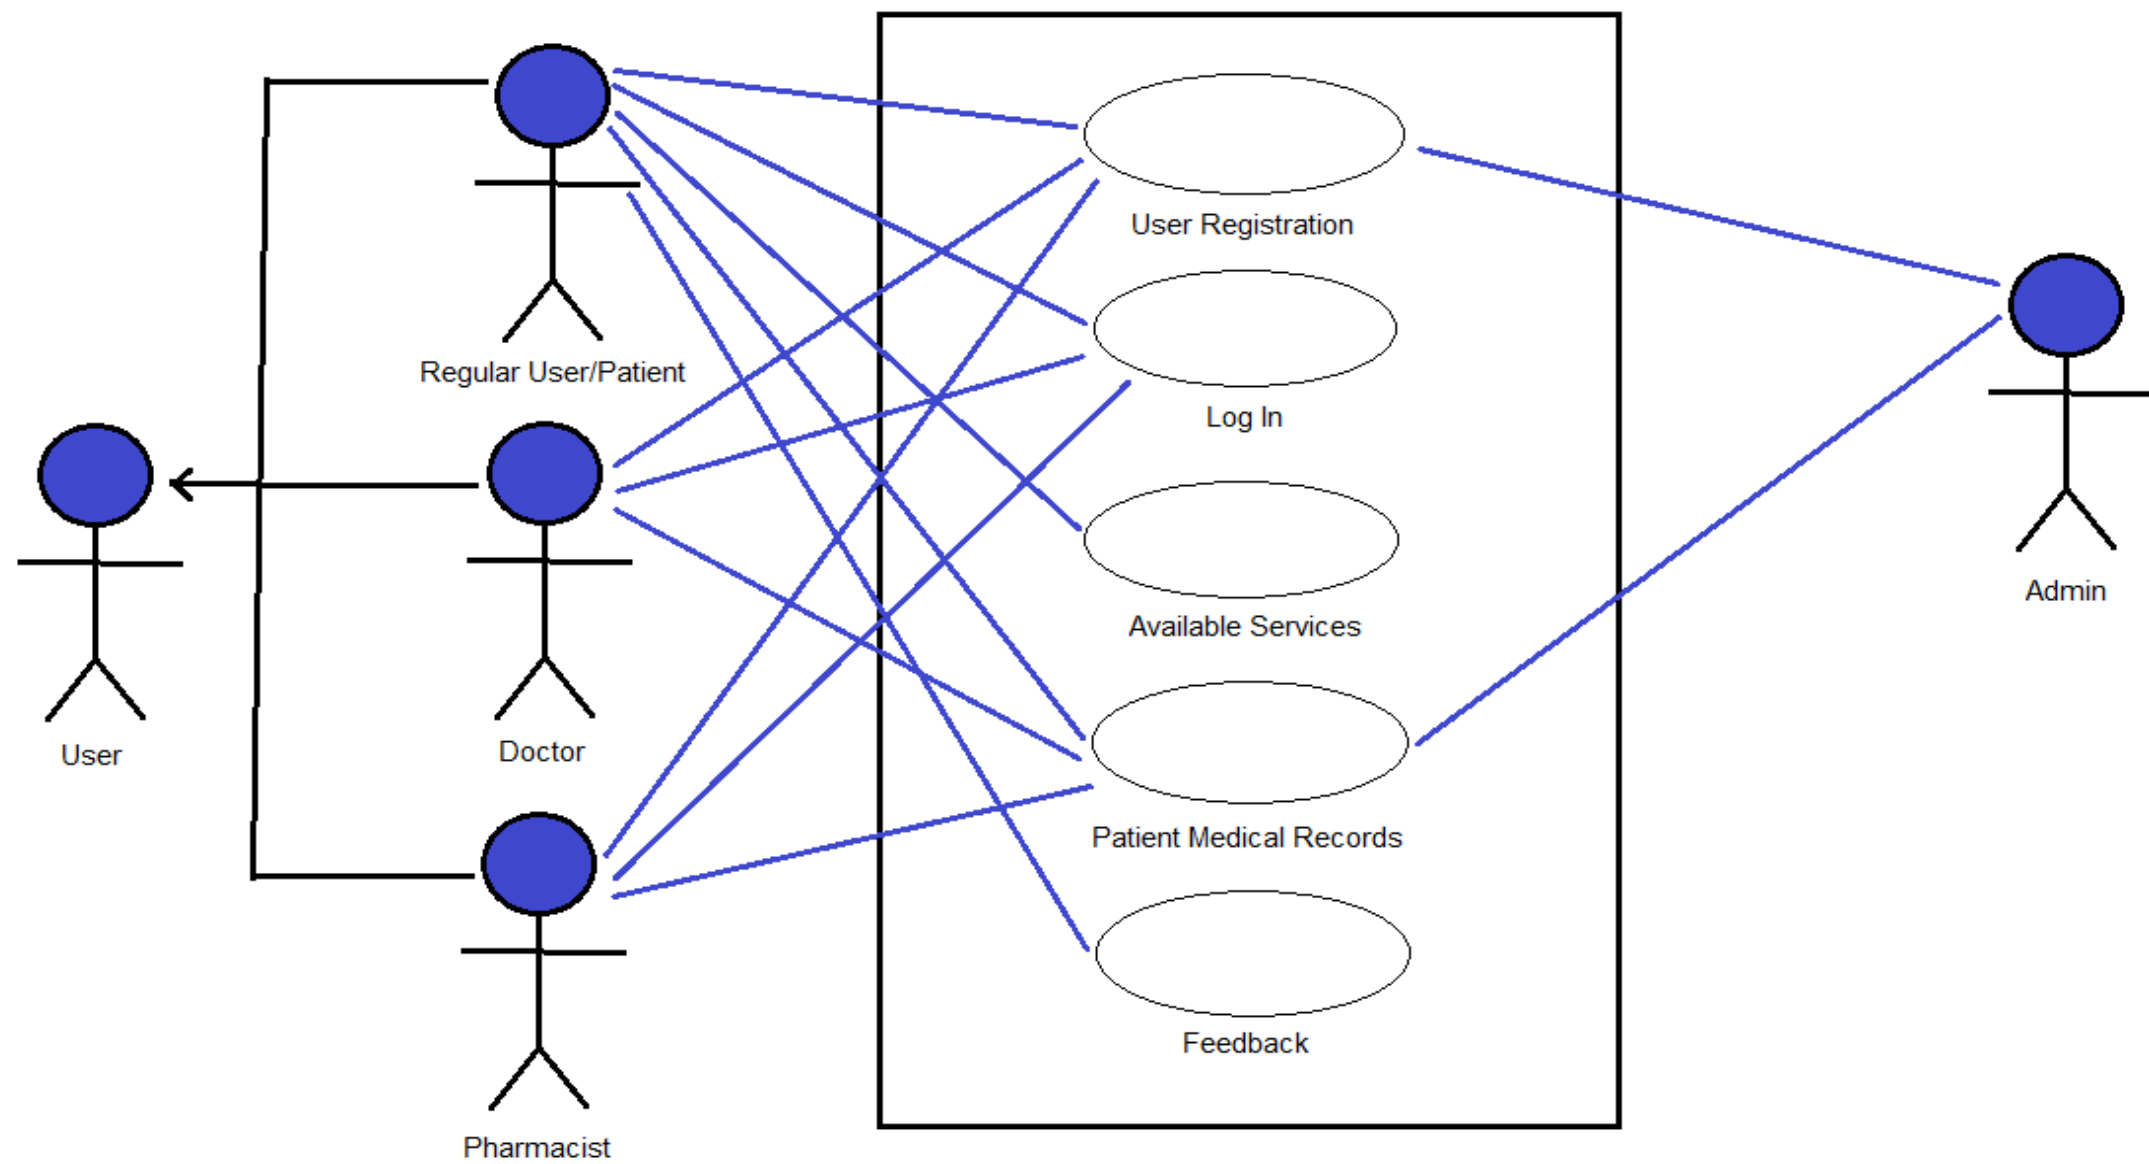 User Registration
Regular User/Patient
Log In
Admin
Available Services
User
Doctor
Patient Medical Records
Feedback
Pharmacist